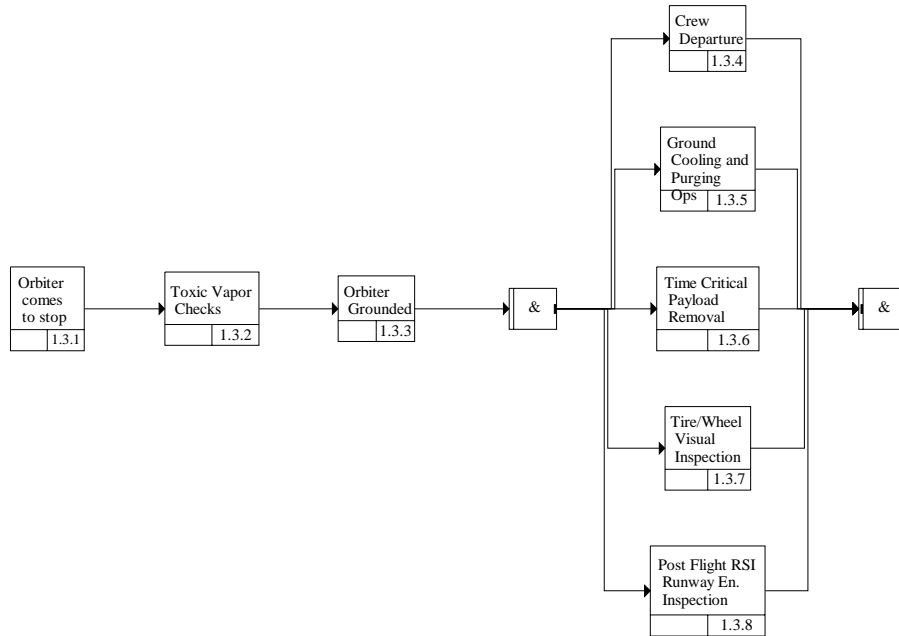 Orbiter
comes
to stop
1.3.1
Toxic Vapor
Checks
1.3.2
Orbiter
Grounded
1.3.3
&
Crew
Departure
1.3.4
Ground
Cooling and
Purging
Ops
1.3.5
Time Critical
Payload
Removal
1.3.6
Tire/Wheel
Visual
Inspection
1.3.7
Post Flight RSI
Runway En.
Inspection
1.3.8
&